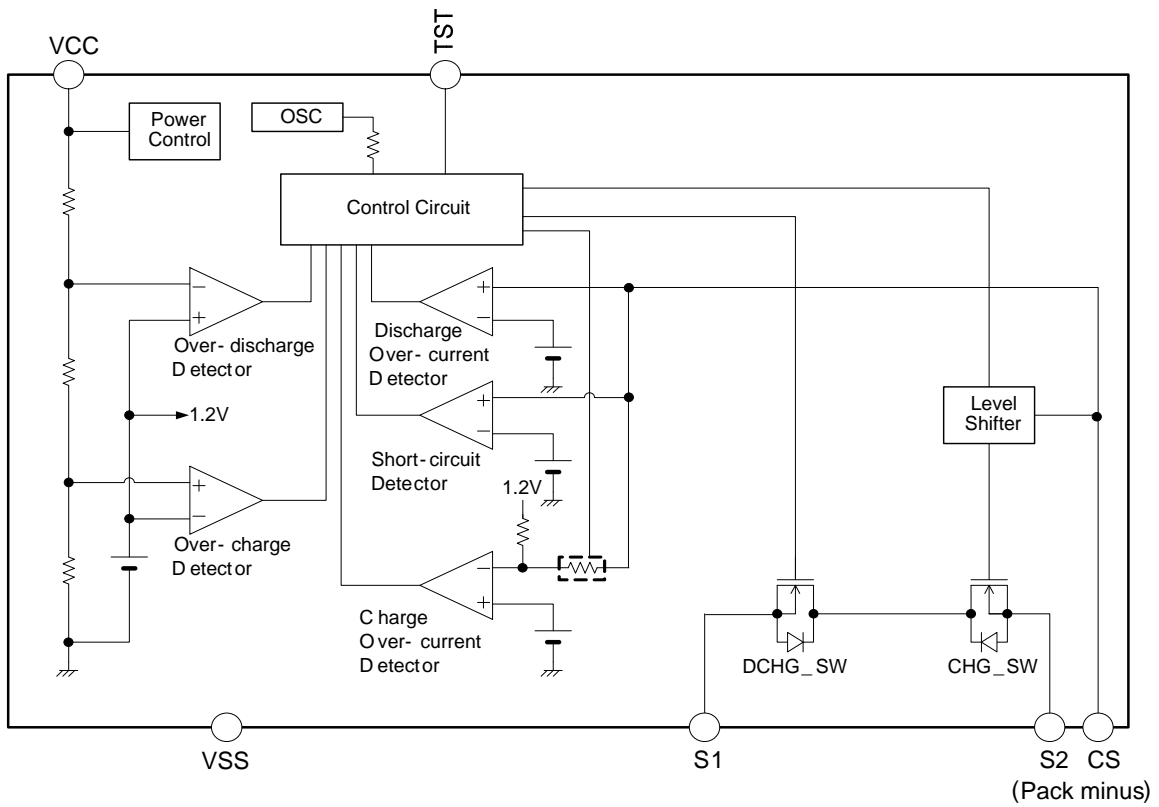 VCC
TST
Power
Control
OSC
Control Circuit
−
+
Over-discharge
Detector
+
−
Discharge
Over-current
Detector
1.2V
+
−
Short-circuit
Detector
Level
Shifter
+
−
Over-charge
Detector
1.2V
−
+
Charge
Over-current
Detector
DCHG_SW
CHG_SW
VSS
S1
S2
CS
(Pack minus)